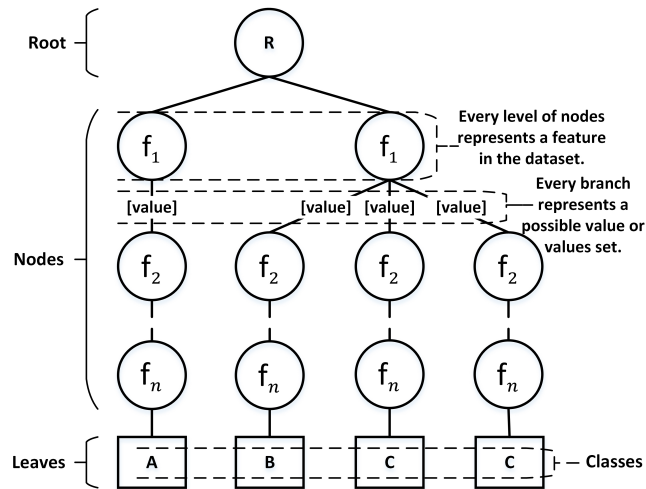 Root
R
f1
f1
Every level of nodes
represents a feature
in the dataset.
[value]
[value]
[value]
[value]
Every branch
represents a
possible value or
values set.
Nodes
f2
f2
f2
f2
fn
fn
fn
fn
Leaves
A
B
C
C
Classes